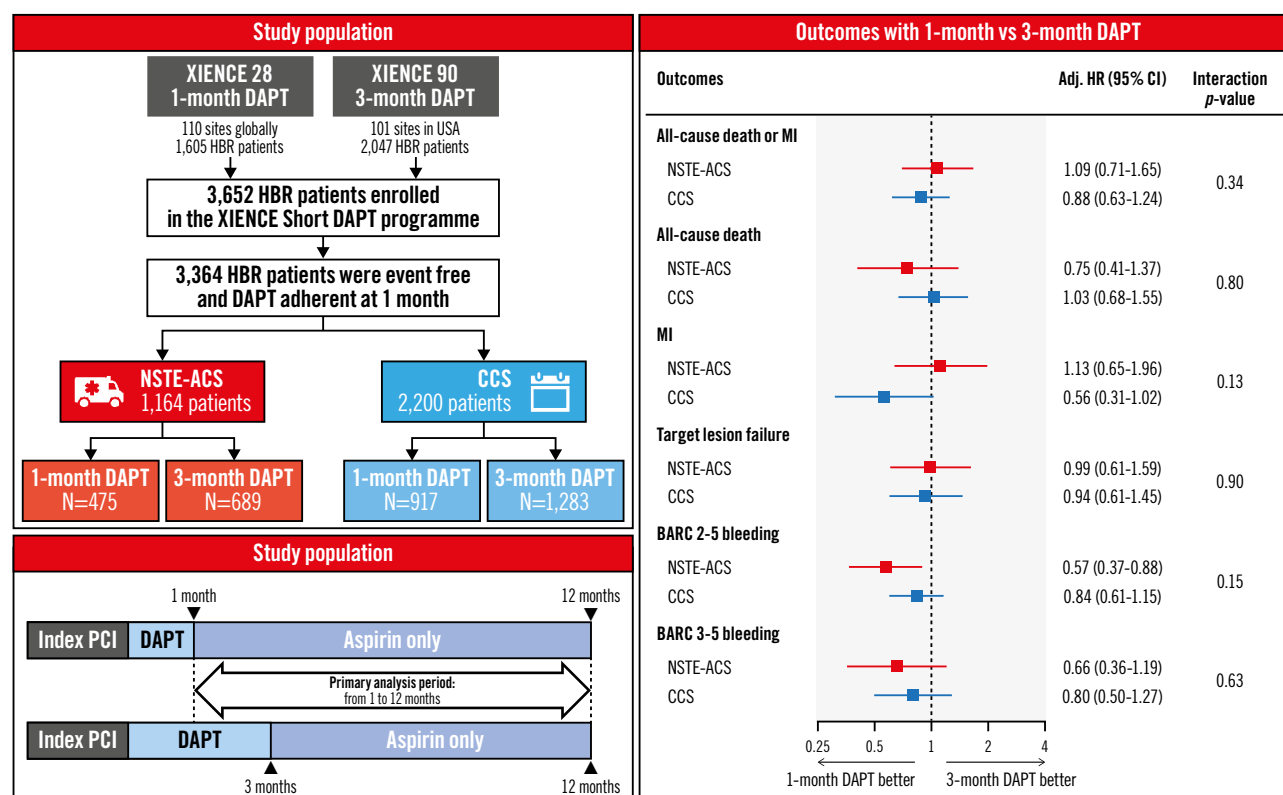 Study population
XIENCE 28
1-month DAPT
XIENCE 90
3-month DAPT
110 sites globally
1,605 HBR patients
101 sites in USA
2,047 HBR patients
3,652 HBR patients enrolled
in the XIENCE Short DAPT programme
3,364 HBR patients were event free
and DAPT adherent at 1 month
NSTE-ACS
1,164 patients
CCS
2,200 patients
1-month DAPT
N=475
3-month DAPT
N=689
1-month DAPT
N=917
3-month DAPT
N=1,283
Study population
1 month
12 months
Index PCI
DAPT
Aspirin only
Primary analysis period:
from 1 to 12 months
Index PCI
DAPT
Aspirin only
3 months
12 months
Outcomes with 1-month vs 3-month DAPT
Outcomes
Adj. HR (95% CI)
Interaction
p-value
All-cause death or MI
NSTE-ACS 1.09 (0.71-1.65)
0.34
CCS 0.88 (0.63-1.24)
All-cause death
NSTE-ACS 0.75 (0.41-1.37)
0.80
CCS 1.03 (0.68-1.55)
MI
NSTE-ACS 1.13 (0.65-1.96)
0.13
CCS 0.56 (0.31-1.02)
Target lesion failure
NSTE-ACS 0.99 (0.61-1.59)
0.90
CCS 0.94 (0.61-1.45)
BARC 2-5 bleeding
NSTE-ACS 0.57 (0.37-0.88)
0.15
CCS 0.84 (0.61-1.15)
BARC 3-5 bleeding
NSTE-ACS 0.66 (0.36-1.19)
0.63
CCS 0.80 (0.50-1.27)
0.25 0.5 1 2 4
1-month DAPT better
3-month DAPT better